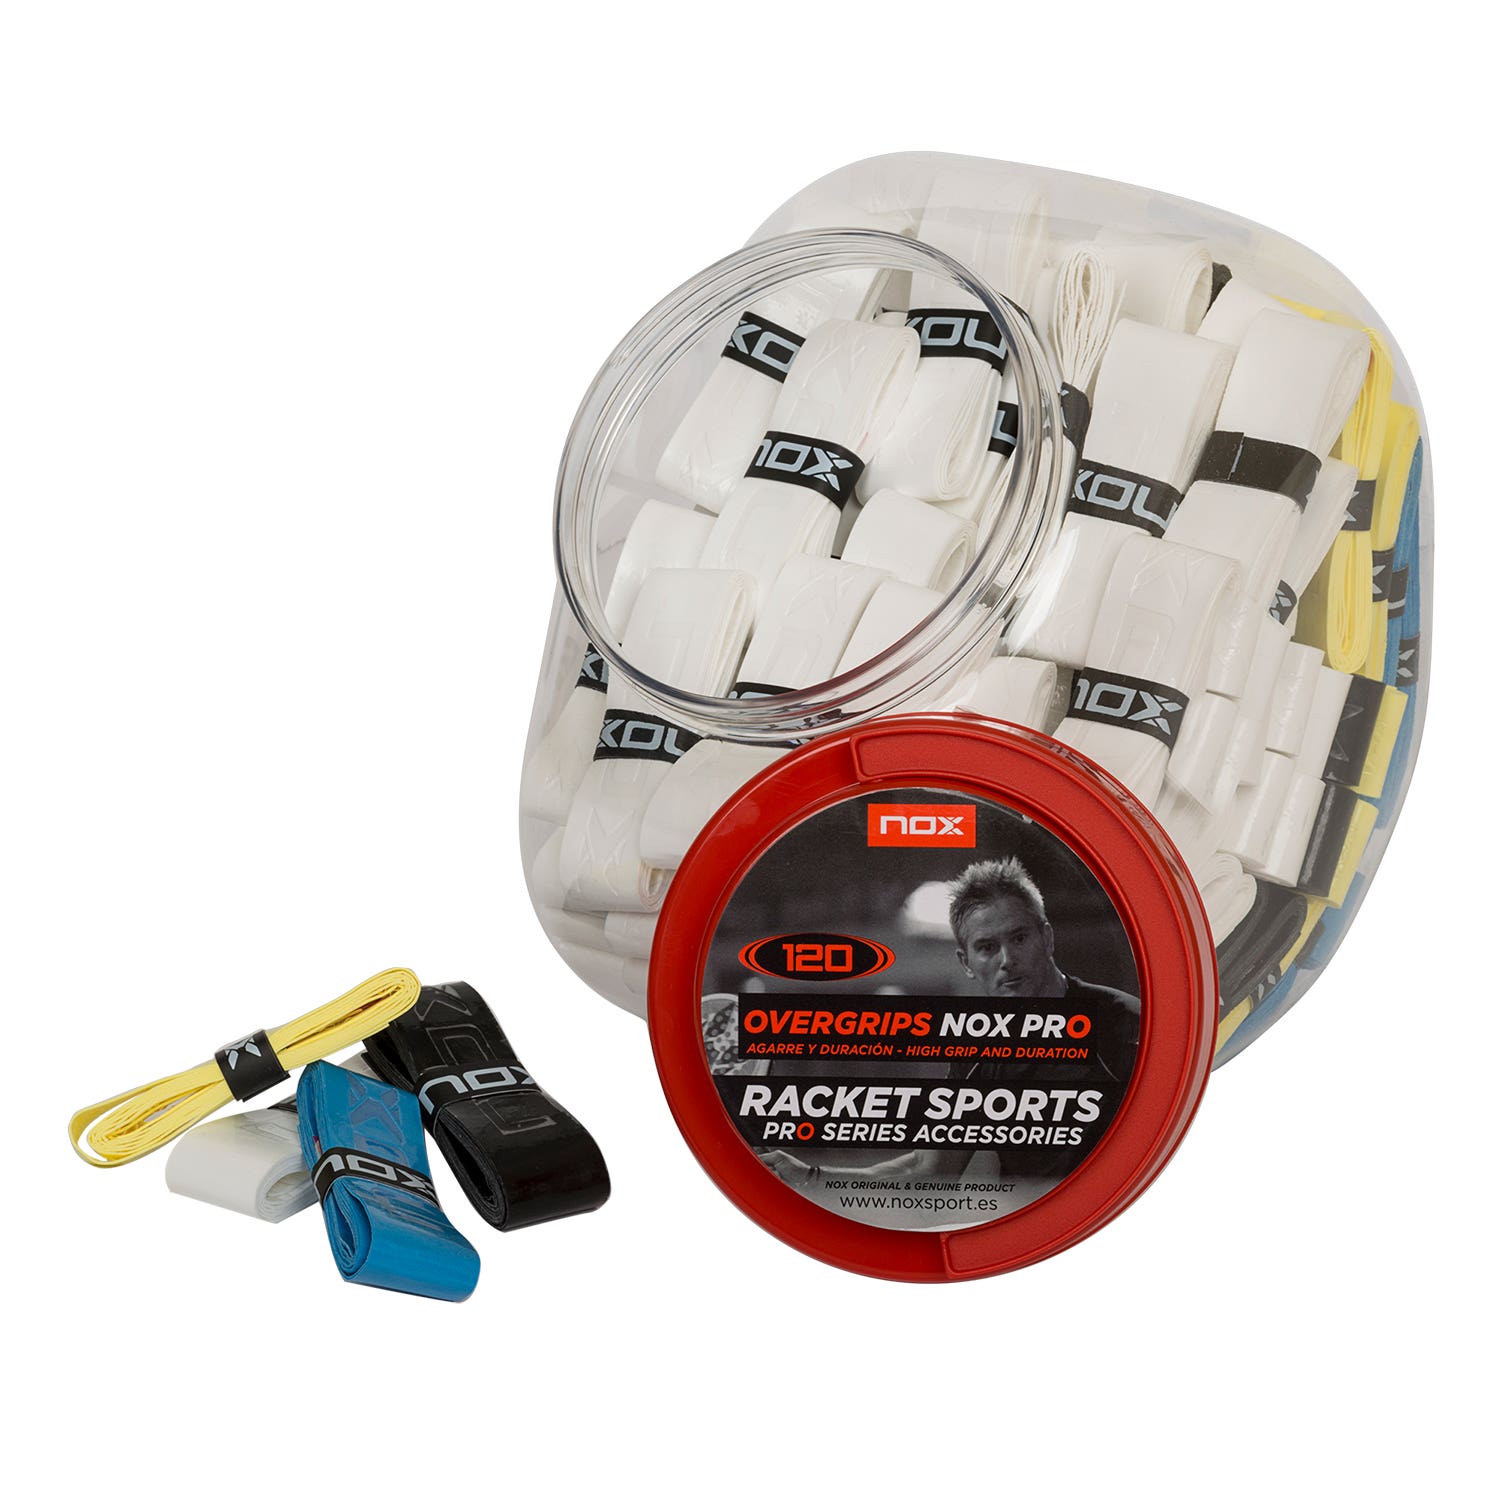 nox
nox
nox
nox
nox
nox
nox
nox
120
OVERGRIPS NOX PRO
AGARRE Y DURACIÓN - HIGH GRIP AND DURATION
RACKET SPORTS
PRO SERIES ACCESSORIES
NOX ORIGINAL & GENUINE PRODUCT
www.noxsport.es
nox
nox